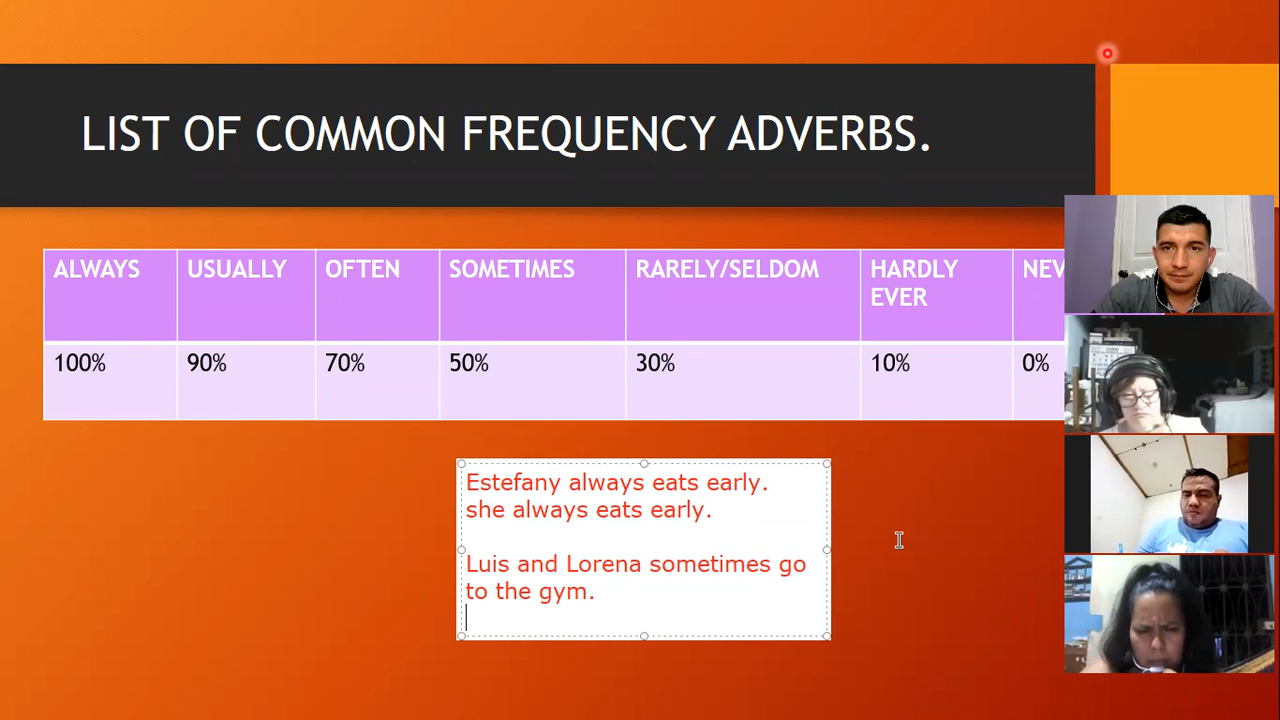 LIST OF COMMON FREQUENCY ADVERBS.
ALWAYS USUALLY OFTEN SOMETIMES RARELY/SELDOM HARDLY EVER NEV
100% 90% 70% 50% 30% 10% 0%
Estefany always eats early.
she always eats early.
Luis and Lorena sometimes go
to the gym.